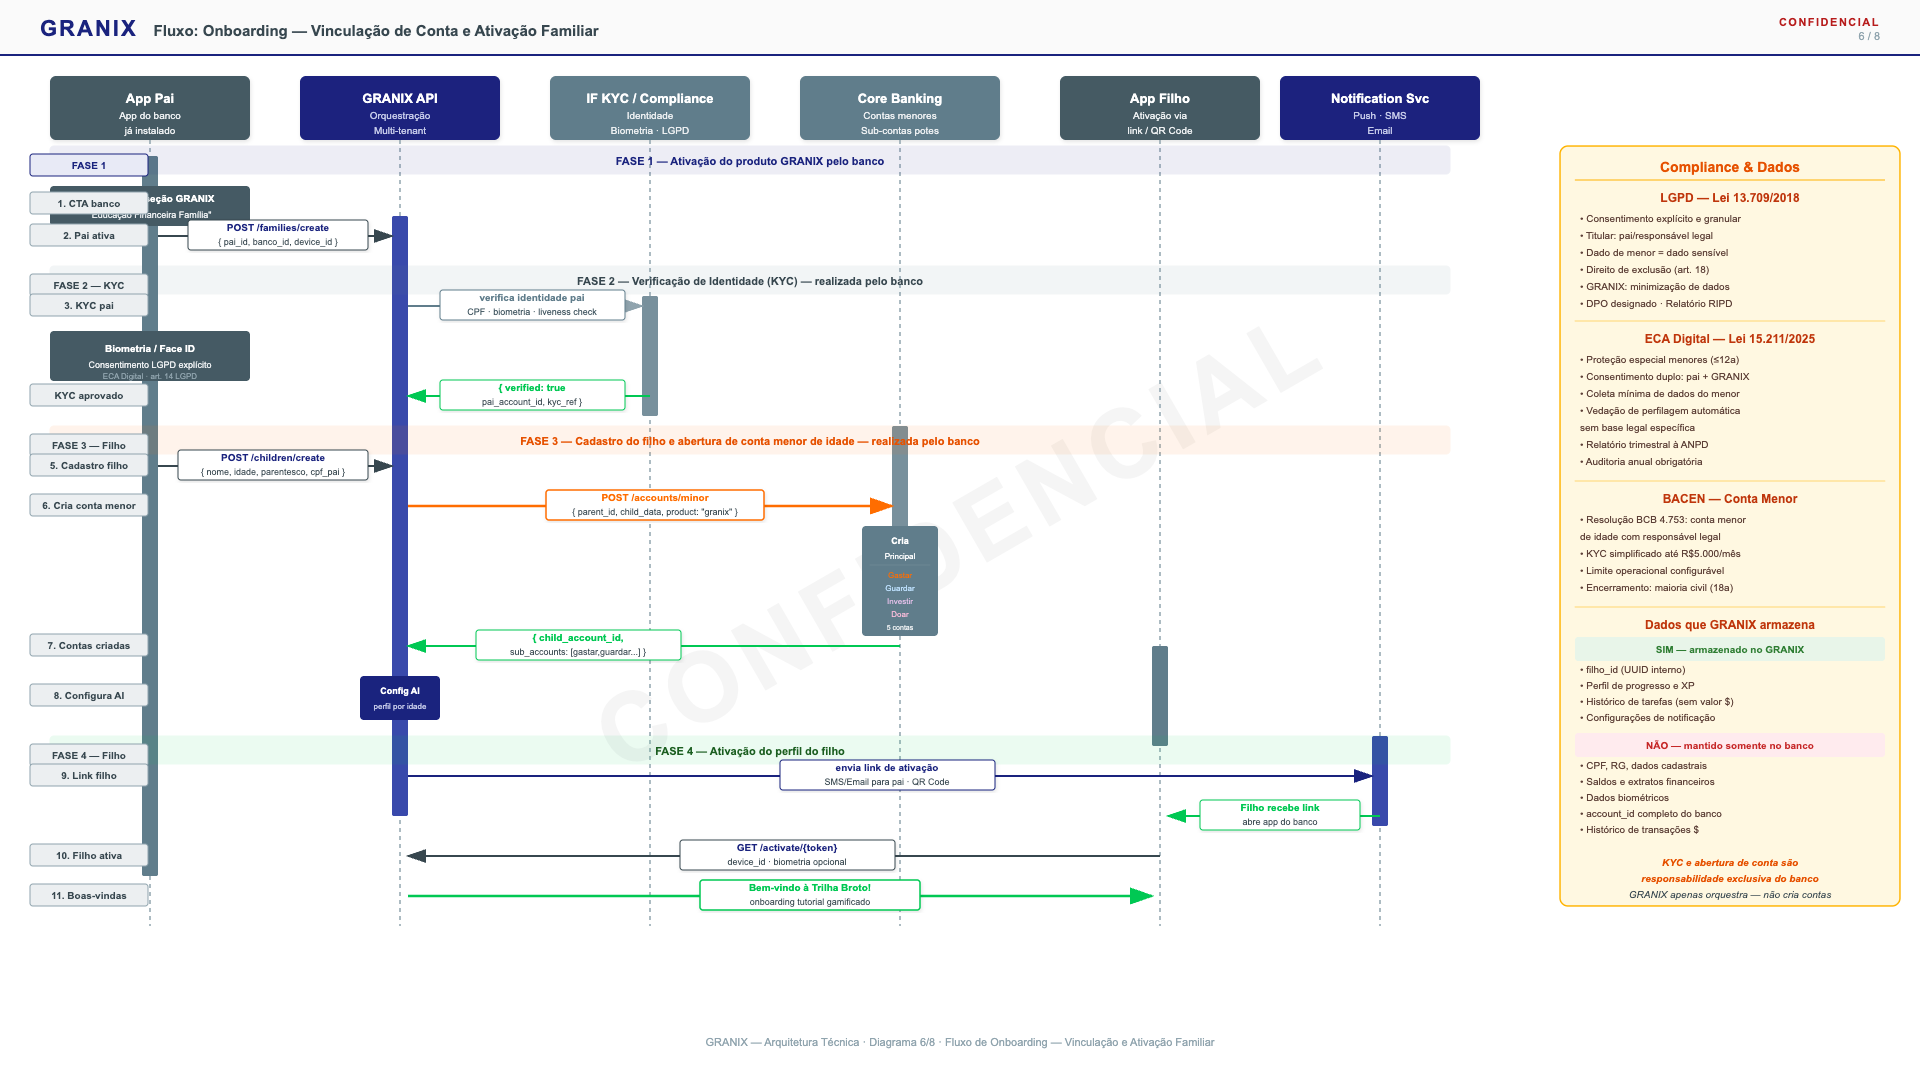 GRANIX Fluxo: Onboarding — Vinculação de Conta e Ativação Familiar
CONFIDENCIAL
6 / 8
App Pai
App do banco
já instalado
GRANIX API
Orquestração
Multi-tenant
IF KYC / Compliance
Identidade
Biometria · LGPD
Core Banking
Contas menores
Sub-contas potes
App Filho
Ativação via
link / QR Code
Notification Svc
Push · SMS
Email
FASE 1
FASE 1 — Ativação do produto GRANIX pelo banco
1. CTA banco
seção GRANIX
Educação Financeira Família"
2. Pai ativa
POST /families/create
{ pai_id, banco_id, device_id }
FASE 2 — KYC
FASE 2 — Verificação de Identidade (KYC) — realizada pelo banco
3. KYC pai
verifica identidade pai
CPF · biometria · liveness check
Biometria / Face ID
Consentimento LGPD explícito
ECA Digital · art. 14 LGPD
KYC aprovado
{ verified: true
pai_account_id, kyc_ref }
FASE 3 — Filho
FASE 3 — Cadastro do filho e abertura de conta menor de idade — realizada pelo banco
5. Cadastro filho
POST /children/create
{ nome, idade, parentesco, cpf_pai }
6. Cria conta menor
POST /accounts/minor
{ parent_id, child_data, product: "granix" }
Cria
Principal
Gastar
Guardar
Investir
Doar
5 contas
7. Contas criadas
{ child_account_id,
sub_accounts: [gastar,guardar...] }
8. Configura AI
Config AI
perfil por idade
FASE 4 — Filho
FASE 4 — Ativação do perfil do filho
9. Link filho
envia link de ativação
SMS/Email para pai · QR Code
Filho recebe link
abre app do banco
10. Filho ativa
GET /activate/{token}
device_id · biometria opcional
11. Boas-vindas
Bem-vindo à Trilha Broto!
onboarding tutorial gamificado
CONFIDENCIAL
Compliance & Dados
LGPD — Lei 13.709/2018
• Consentimento explícito e granular
• Titular: pai/responsável legal
• Dado de menor = dado sensível
• Direito de exclusão (art. 18)
• GRANIX: minimização de dados
• DPO designado · Relatório RIPD
ECA Digital — Lei 15.211/2025
• Proteção especial menores (≤12a)
• Consentimento duplo: pai + GRANIX
• Coleta mínima de dados do menor
• Vedação de perfilagem automática
sem base legal específica
• Relatório trimestral à ANPD
• Auditoria anual obrigatória
BACEN — Conta Menor
• Resolução BCB 4.753: conta menor
de idade com responsável legal
• KYC simplificado até R$5.000/mês
• Limite operacional configurável
• Encerramento: maioria civil (18a)
Dados que GRANIX armazena
SIM — armazenado no GRANIX
• filho_id (UUID interno)
• Perfil de progresso e XP
• Histórico de tarefas (sem valor $)
• Configurações de notificação
NÃO — mantido somente no banco
• CPF, RG, dados cadastrais
• Saldos e extratos financeiros
• Dados biométricos
• account_id completo do banco
• Histórico de transações $
KYC e abertura de conta são
responsabilidade exclusiva do banco
GRANIX apenas orquestra — não cria contas
GRANIX — Arquitetura Técnica · Diagrama 6/8 · Fluxo de Onboarding — Vinculação e Ativação Familiar